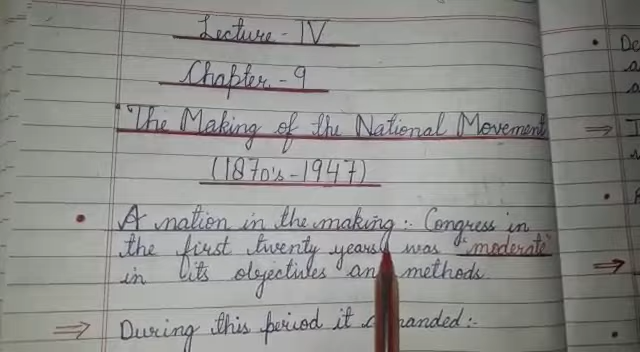 Lecture - IV
Chapter - 9
"The Making of the National Movement
(1870's - 1947)
• A nation in the making :- Congress in
the first twenty years was "moderate"
in its objectives and methods
⇒ During this period it demanded :-
• De
⇒ I
⇒